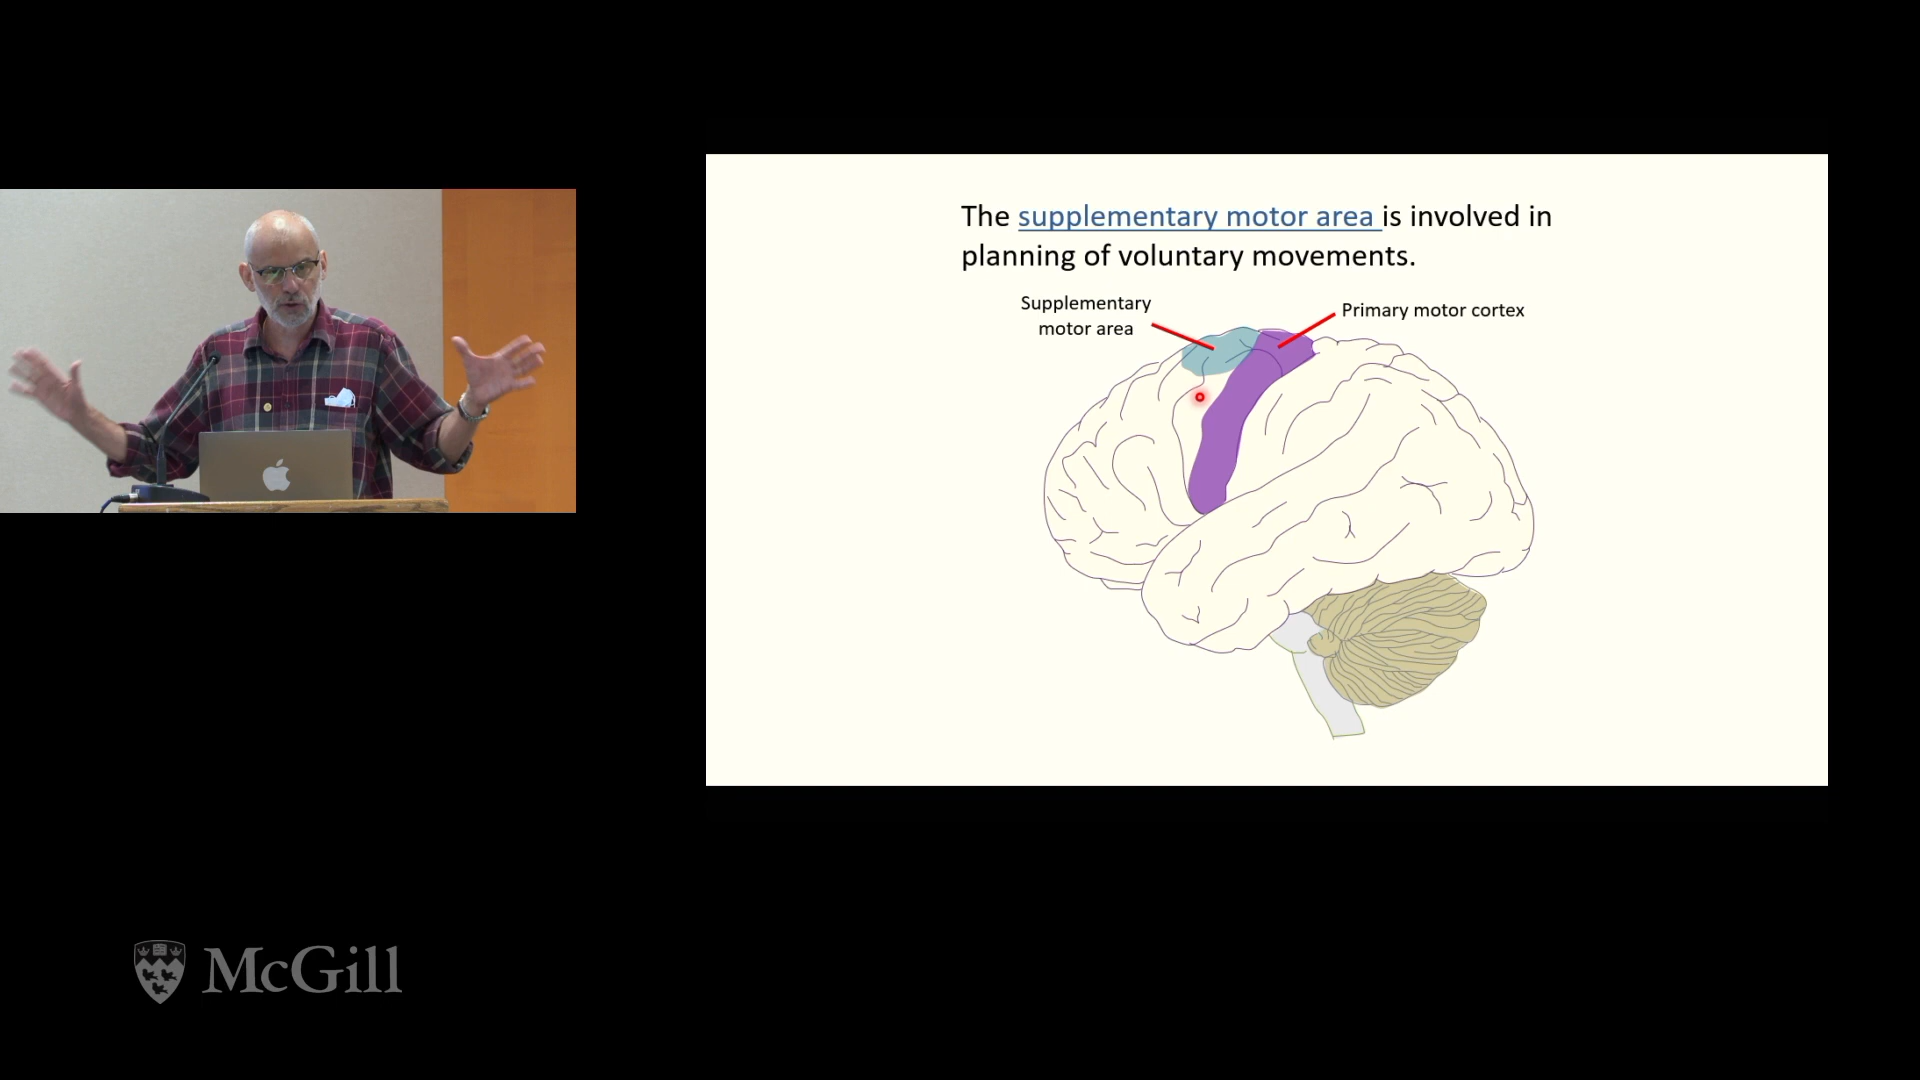 The supplementary motor area is involved in
planning of voluntary movements.
Supplementary
motor area
Primary motor cortex
McGill